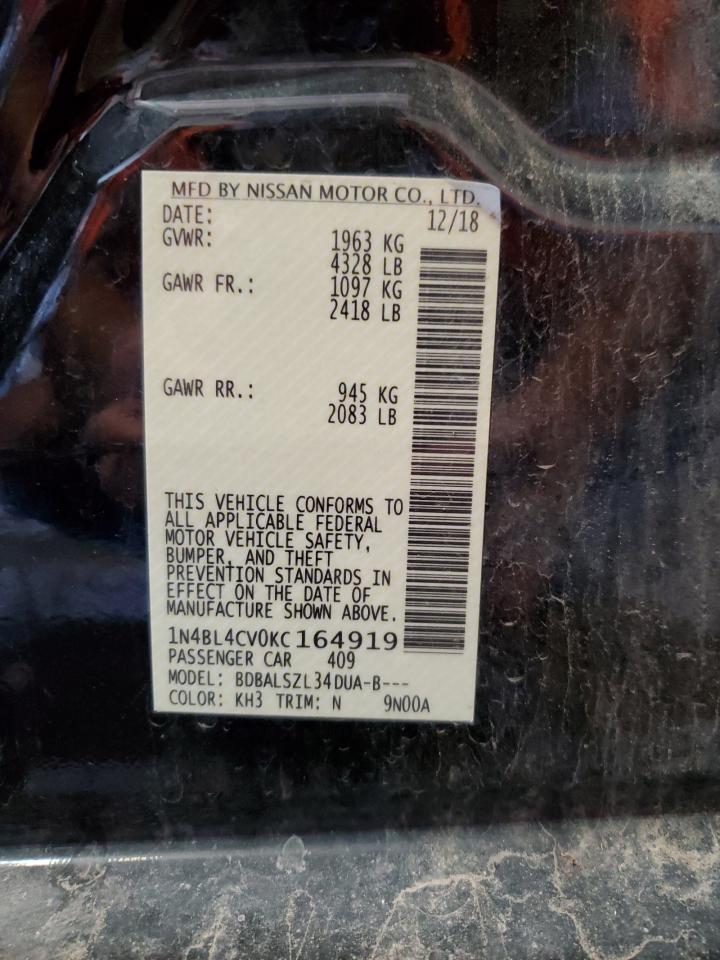 MFD BY NISSAN MOTOR CO., LTD.
DATE: 12/18
GVWR: 1963 KG
4328 LB
GAWR FR.: 1097 KG
2418 LB
GAWR RR.: 945 KG
2083 LB
THIS VEHICLE CONFORMS TO
ALL APPLICABLE FEDERAL
MOTOR VEHICLE SAFETY,
BUMPER, AND THEFT
PREVENTION STANDARDS IN
EFFECT ON THE DATE OF
MANUFACTURE SHOWN ABOVE.
1N4BL4CV0KC164919
PASSENGER CAR 409
MODEL: BDBALSZL34DUA-B---
COLOR: KH3 TRIM: N 9N00A